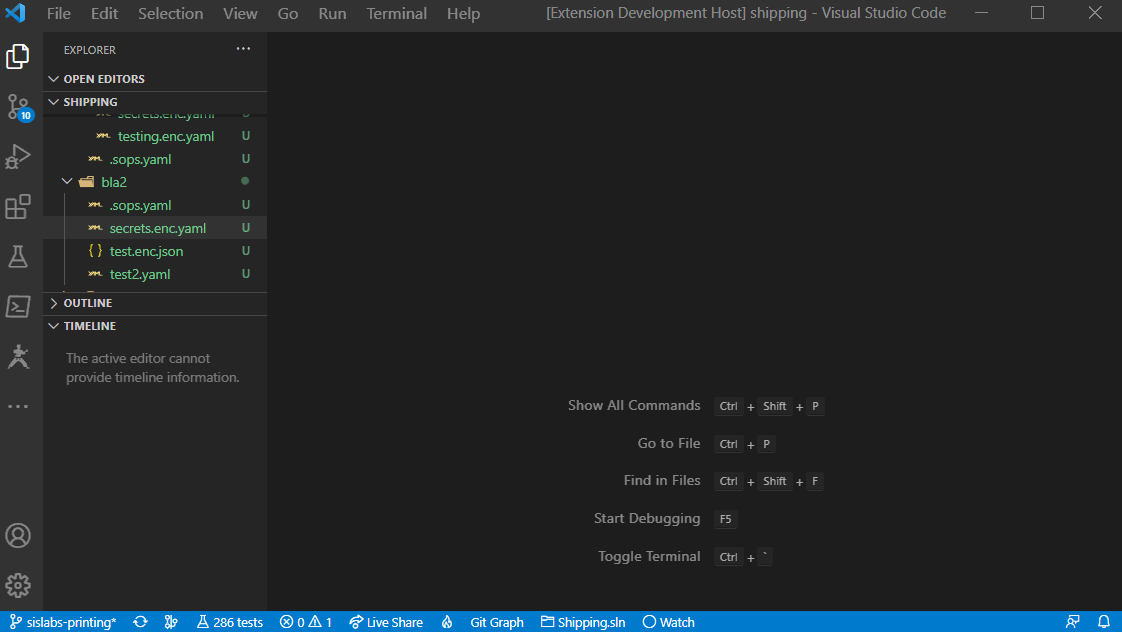 File Edit Selection View Go Run Terminal Help [Extension Development Host] shipping - Visual Studio Code
EXPLORER ···
OPEN EDITORS
SHIPPING
secrets.enc.yaml U
testing.enc.yaml U
.sops.yaml U
bla2
.sops.yaml U
secrets.enc.yaml U
{ } test.enc.json U
test2.yaml U
OUTLINE
TIMELINE
The active editor cannot
provide timeline information.
10
Show All Commands Ctrl + Shift + P
Go to File Ctrl + P
Find in Files Ctrl + Shift + F
Start Debugging F5
Toggle Terminal Ctrl + `
sislabs-printing* 286 tests 0 1 Live Share Git Graph Shipping.sln Watch